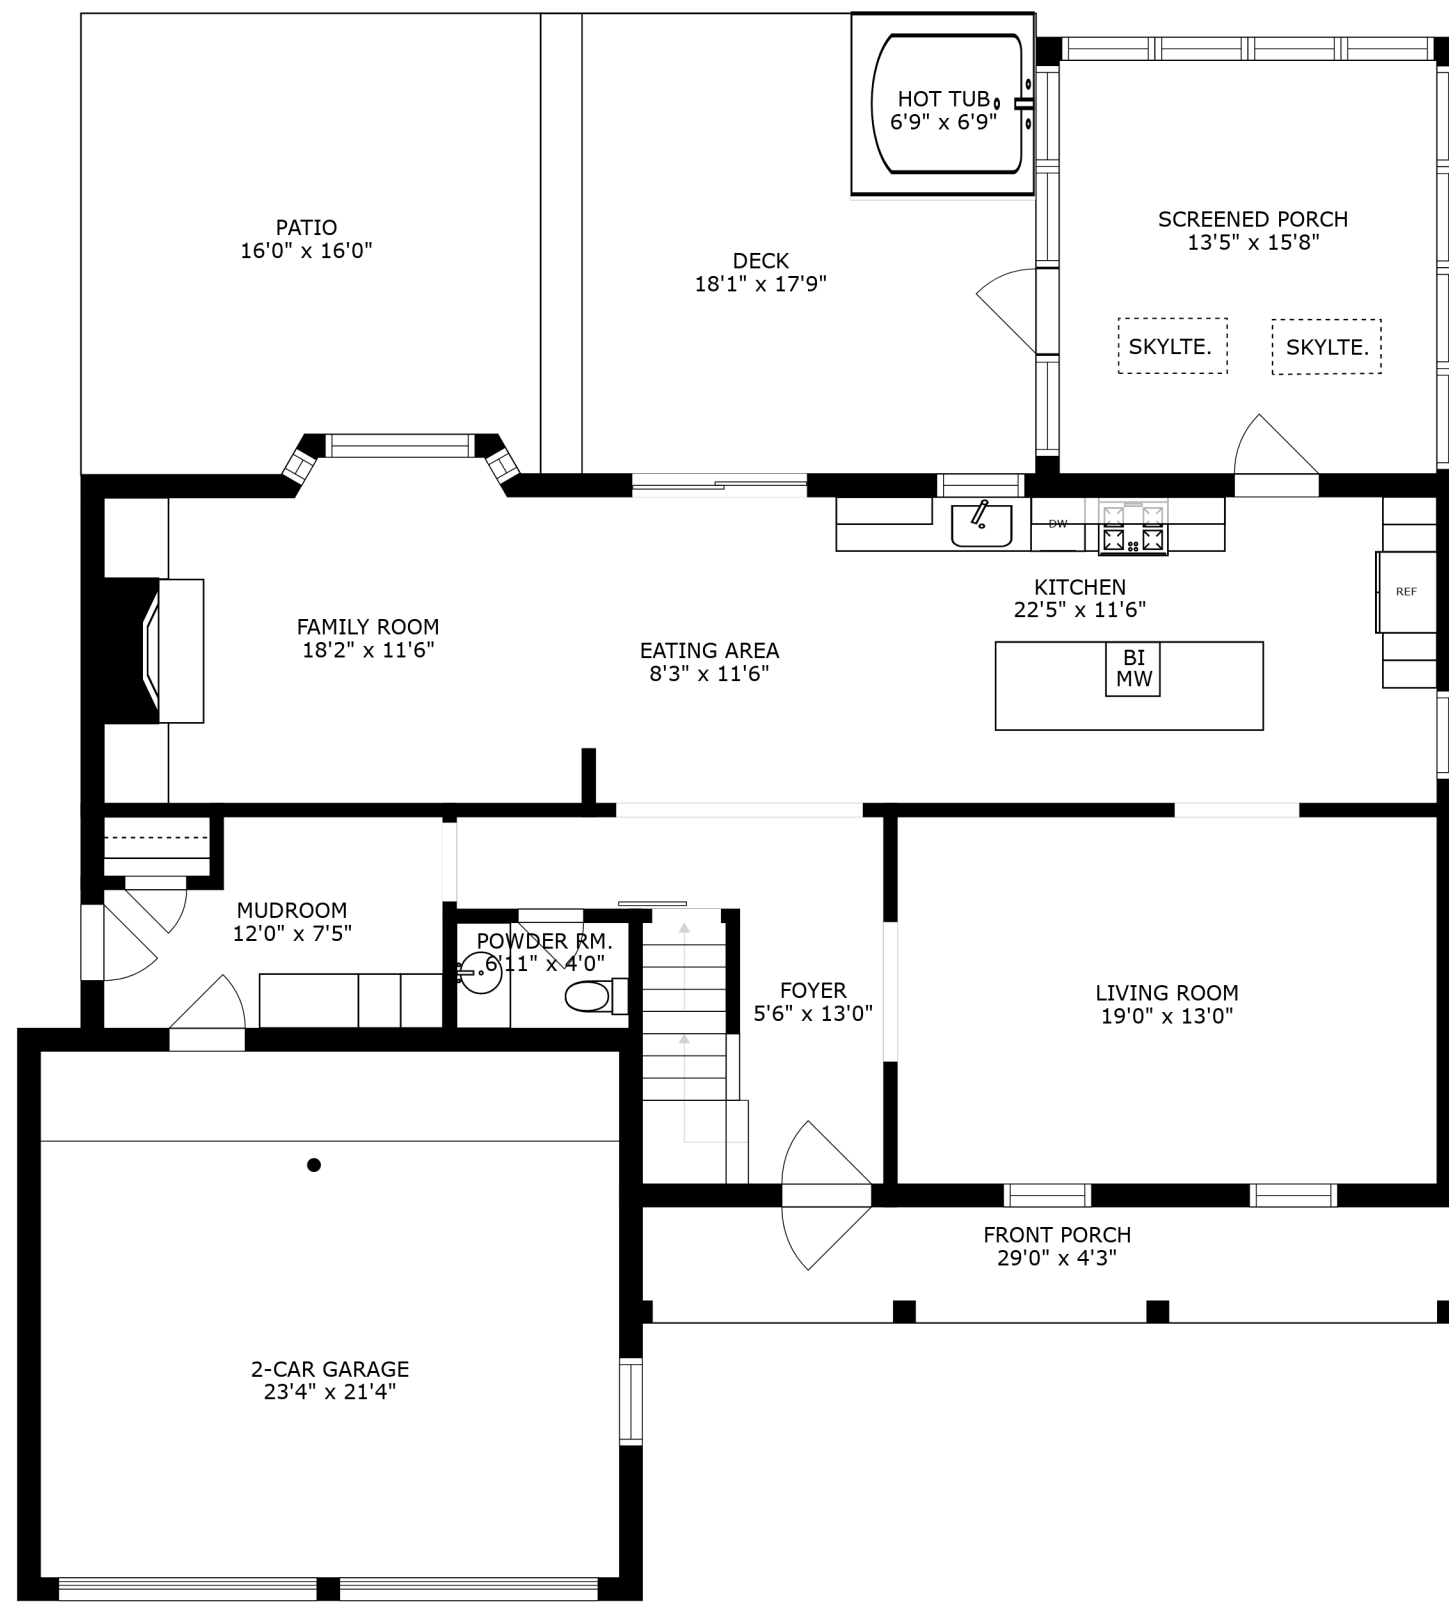 HOT TUB
6'9" x 6'9"
PATIO
16'0" x 16'0"
DECK
18'1" x 17'9"
SCREENED PORCH
13'5" x 15'8"
SKYLTE.
SKYLTE.
DW
KITCHEN
22'5" x 11'6"
REF
FAMILY ROOM
18'2" x 11'6"
EATING AREA
8'3" x 11'6"
BI
MW
MUDROOM
12'0" x 7'5"
POWDER RM.
6'11" x 4'0"
FOYER
5'6" x 13'0"
LIVING ROOM
19'0" x 13'0"
FRONT PORCH
29'0" x 4'3"
2-CAR GARAGE
23'4" x 21'4"